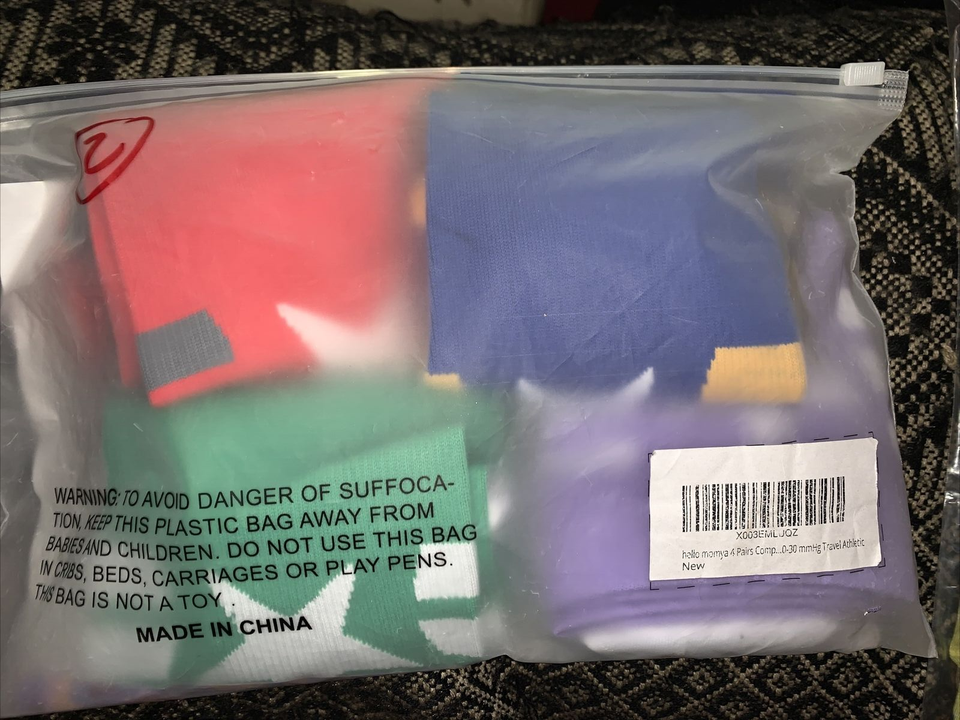 2
WARNING: TO AVOID DANGER OF SUFFOCA-
TION, KEEP THIS PLASTIC BAG AWAY FROM
BABIES AND CHILDREN. DO NOT USE THIS BAG
IN CRIBS, BEDS, CARRIAGES OR PLAY PENS.
THIS BAG IS NOT A TOY .
MADE IN CHINA
X003EMLJQZ
hello momya 4 Pairs Comp...0-30 mmHg Travel Athletic
New